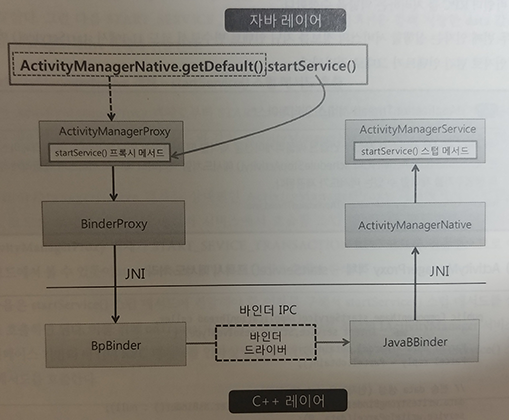 자바 레이어
ActivityManagerNative.getDefault().startService()
ActivityManagerProxy
startService() 프록시 메서드
ActivityManagerService
startService() 스텁 메서드
BinderProxy
ActivityManagerNative
JNI
JNI
바인더 IPC
BpBinder
바인더
드라이버
JavaBBinder
C++ 레이어